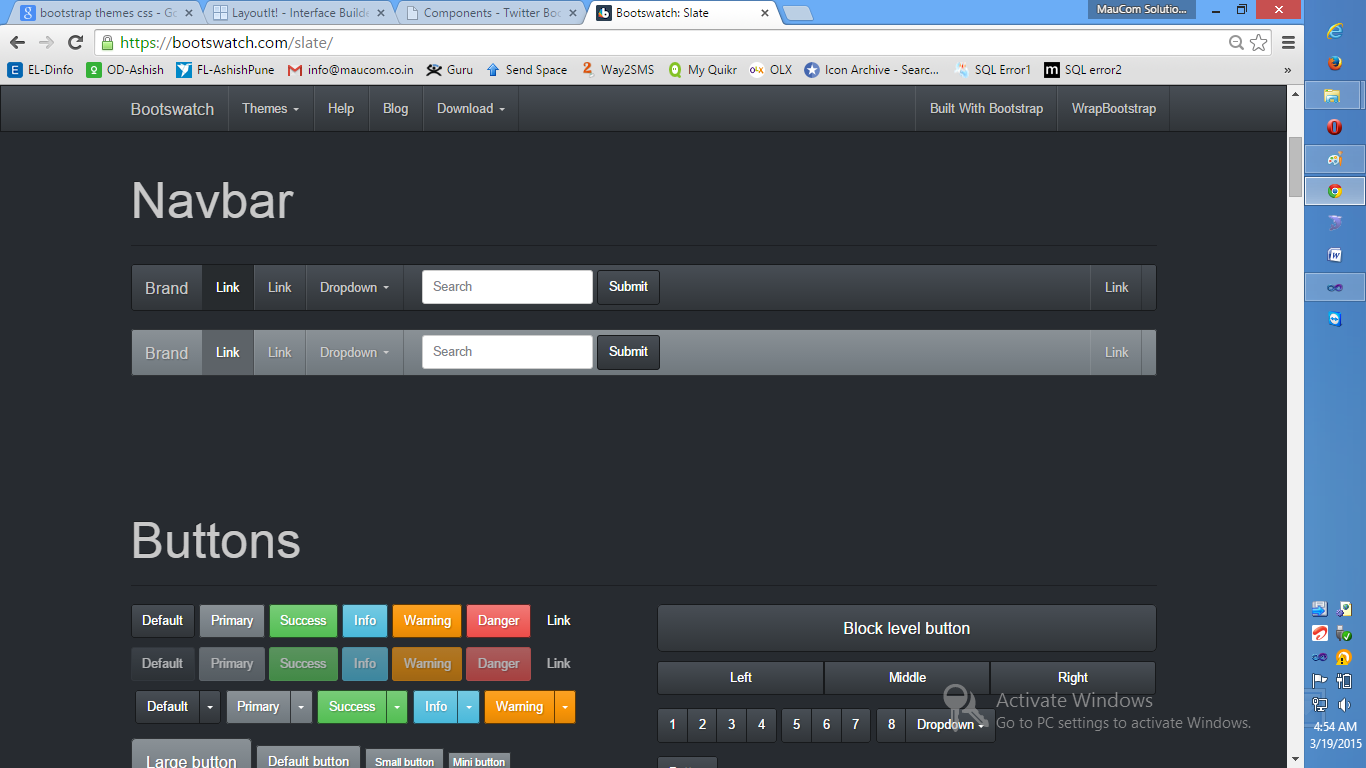 bootstrap themes css - Go
LayoutIt! - Interface Builde
Components - Twitter Boo
Bootswatch: Slate
MauCom Solutio...
https://bootswatch.com/slate/
EL-Dinfo OD-Ashish FL-AshishPune info@maucom.co.in Guru Send Space Way2SMS My Quikr OLX Icon Archive - Searc... SQL Error1 SQL error2 »
Bootswatch Themes Help Blog Download Built With Bootstrap WrapBootstrap
Navbar
Brand Link Link Dropdown Search Submit Link
Brand Link Link Dropdown Search Submit Link
Buttons
Default Primary Success Info Warning Danger Link
Default Primary Success Info Warning Danger Link
Default Primary Success Info Warning
Large button Default button Small button Mini button
Block level button
Left Middle Right
1 2 3 4 5 6 7 8 Dropdown
Activate Windows
Go to PC settings to activate Windows.
4:54 AM
3/19/2015